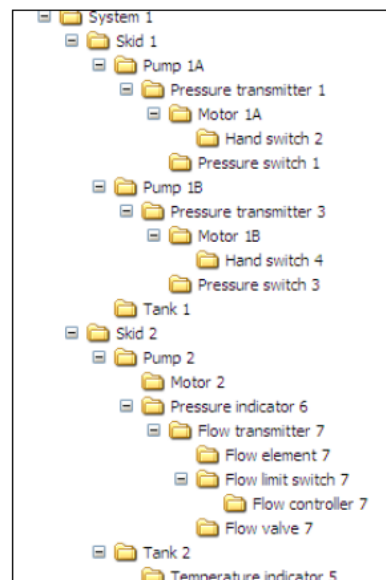 System 1
Skid 1
Pump 1A
Pressure transmitter 1
Motor 1A
Hand switch 2
Pressure switch 1
Pump 1B
Pressure transmitter 3
Motor 1B
Hand switch 4
Pressure switch 3
Tank 1
Skid 2
Pump 2
Motor 2
Pressure indicator 6
Flow transmitter 7
Flow element 7
Flow limit switch 7
Flow controller 7
Flow valve 7
Tank 2
Temperature indicator 5